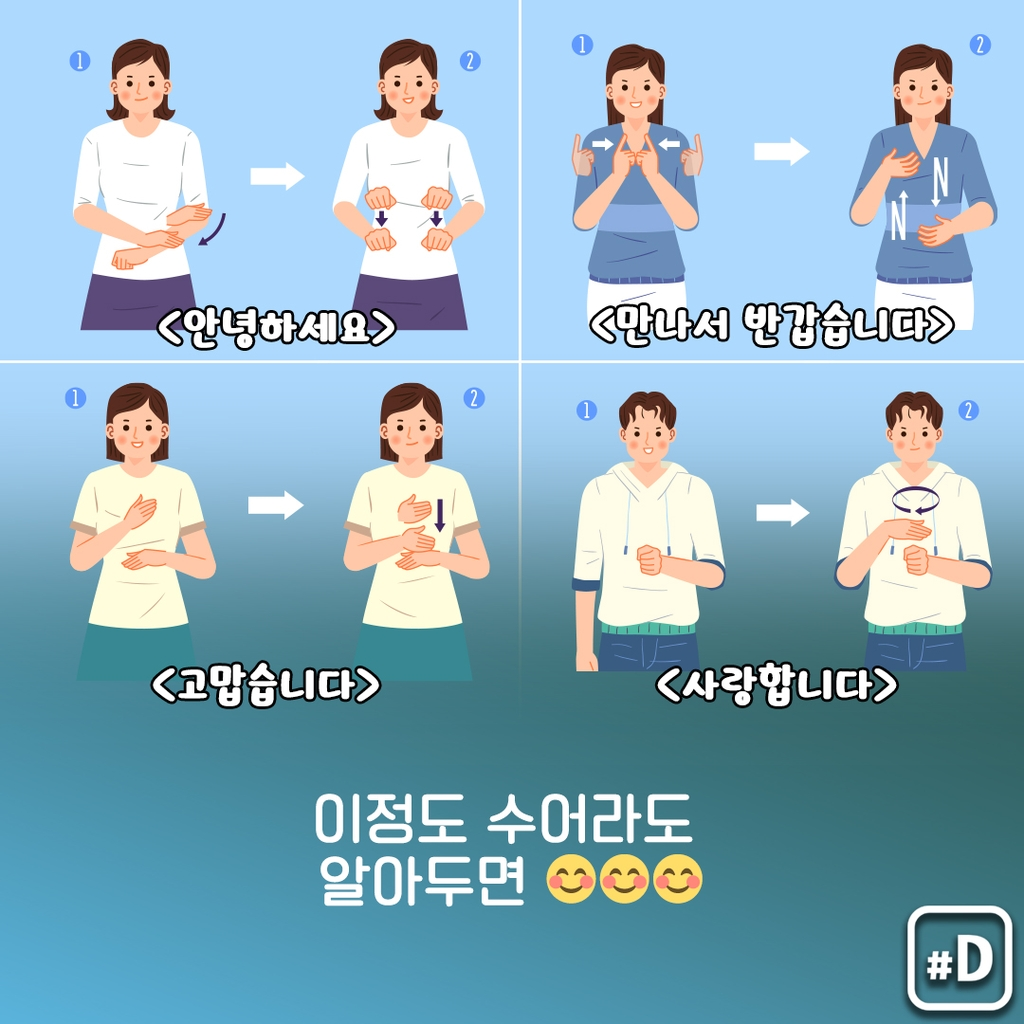 1 2
<안녕하세요>
1 2
N N
<만나서 반갑습니다>
1 2
<고맙습니다>
1 2
<사랑합니다>
이정도 수어라도
알아두면 😊😊😊
#D